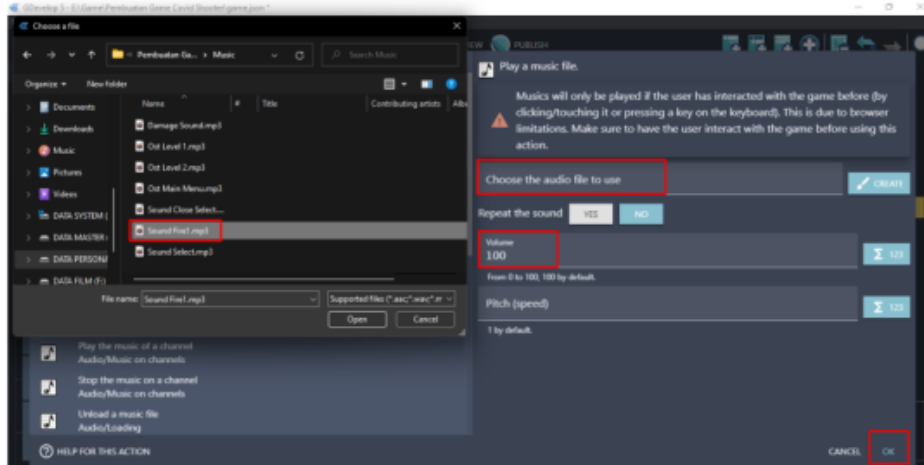 GDevelop 5 - E:\Game\Pembuatan Game Covid Shooter\game.json *
Choose a file
Pembuatan Ga... > Music
Search Music
Organize
New folder
Name
#
Title
Contributing artists
Documents
Downloads
Music
Pictures
Videos
DATA SYSTEM (
DATA MASTER (
DATA PERSONA
DATA FILM (F:)
Damage Sound.mp3
Ost Level 1.mp3
Ost Level 2.mp3
Ost Main Menu.mp3
Sound Close Select....
Sound Fire1.mp3
Sound Select.mp3
File name:
Sound Fire1.mp3
Supported files (*.aac;*.wav;*.m
Open
Cancel
Play the music of a channel
Audio/Music on channels
Stop the music on a channel
Audio/Music on channels
Unload a music file
Audio/Loading
HELP FOR THIS ACTION
PUBLISH
Play a music file.
Musics will only be played if the user has interacted with the game before (by
clicking/touching it or pressing a key on the keyboard). This is due to browser
limitations. Make sure to have the user interact with the game before using this
action.
Choose the audio file to use
CREATE
Repeat the sound
YES
NO
Volume
100
Σ 123
From 0 to 100, 100 by default.
Pitch (speed)
Σ 123
1 by default.
CANCEL
OK